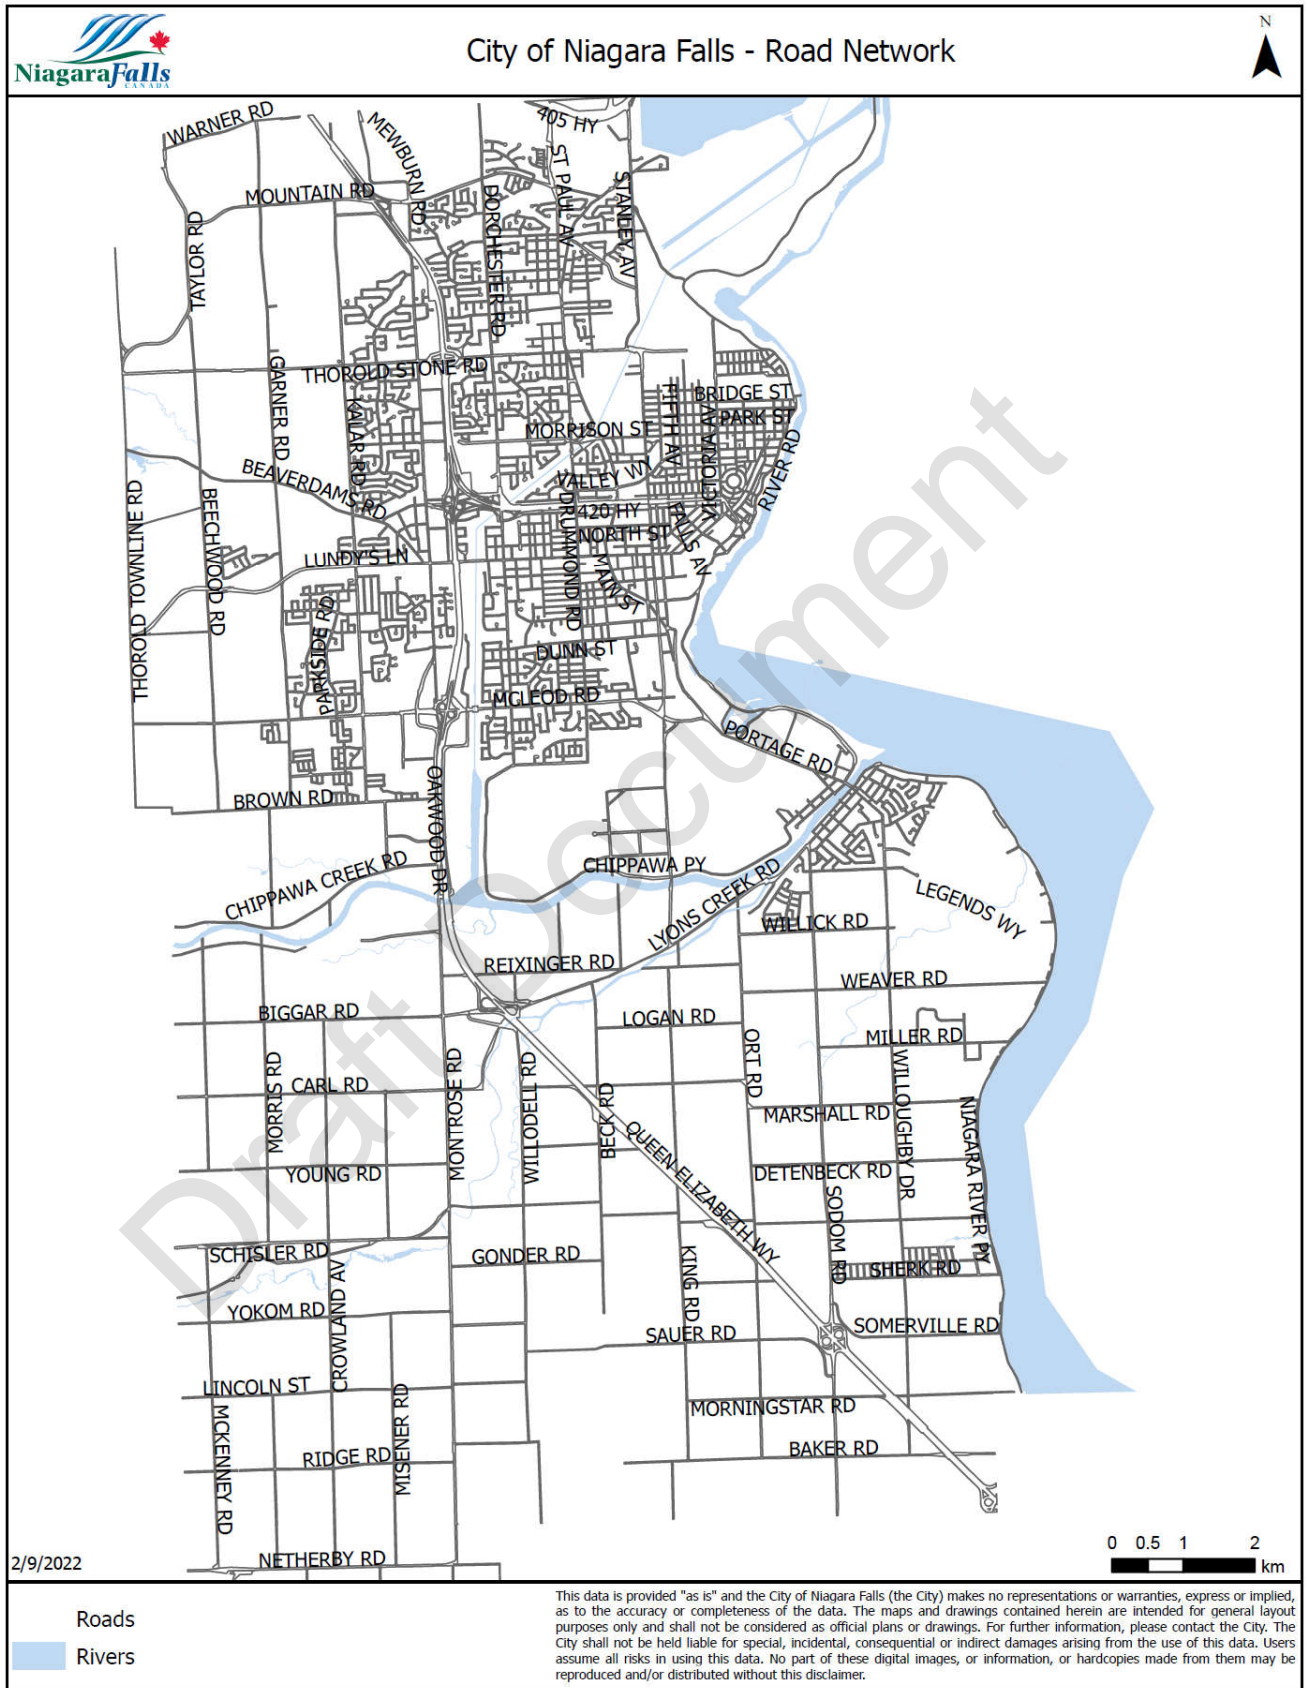 NiagaraFalls
CANADA
City of Niagara Falls - Road Network
N
WARNER RD
405 HY
MEWBURN RD
ST PAUL AV
STANLEY AV
MOUNTAIN RD
DORCHESTER RD
TAYLOR RD
THOROLD STONE RD
GARNER RD
KALAR RD
FIFTH AV
BRIDGE ST
PARK ST
VICTORIA AV
MORRISON ST
RIVER RD
VALLEY WY
BEAVERDAMS RD
THOROLD TOWNLINE RD
BEECHWOOD RD
DRUMMOND RD
420 HY
NORTH ST
FALLS AV
LUNDY'S LN
MAIN ST
PARKSIDE RD
DUNN ST
MCLEOD RD
PORTAGE RD
OAKWOOD DR
BROWN RD
CHIPPAWA PY
CHIPPAWA CREEK RD
LYONS CREEK RD
LEGENDS WY
WILLICK RD
REIXINGER RD
WEAVER RD
BIGGAR RD
LOGAN RD
MILLER RD
ORT RD
MORRIS RD
CARL RD
MONTROSE RD
WILLODELL RD
BECK RD
WILLOUGHBY DR
MARSHALL RD
NIAGARA RIVER PY
QUEEN ELIZABETH WY
YOUNG RD
DETENBECK RD
SODOM RD
SCHISLER RD
GONDER RD
KING RD
SHERK RD
CROWLAND AV
YOKOM RD
SAUER RD
SOMERVILLE RD
LINCOLN ST
MCKENNEY RD
MISENER RD
MORNINGSTAR RD
RIDGE RD
BAKER RD
NETHERBY RD
Draft Document
2/9/2022
0 0.5 1 2
km
Roads
Rivers
This data is provided "as is" and the City of Niagara Falls (the City) makes no representations or warranties, express or implied,
as to the accuracy or completeness of the data. The maps and drawings contained herein are intended for general layout
purposes only and shall not be considered as official plans or drawings. For further information, please contact the City. The
City shall not be held liable for special, incidental, consequential or indirect damages arising from the use of this data. Users
assume all risks in using this data. No part of these digital images, or information, or hardcopies made from them may be
reproduced and/or distributed without this disclaimer.